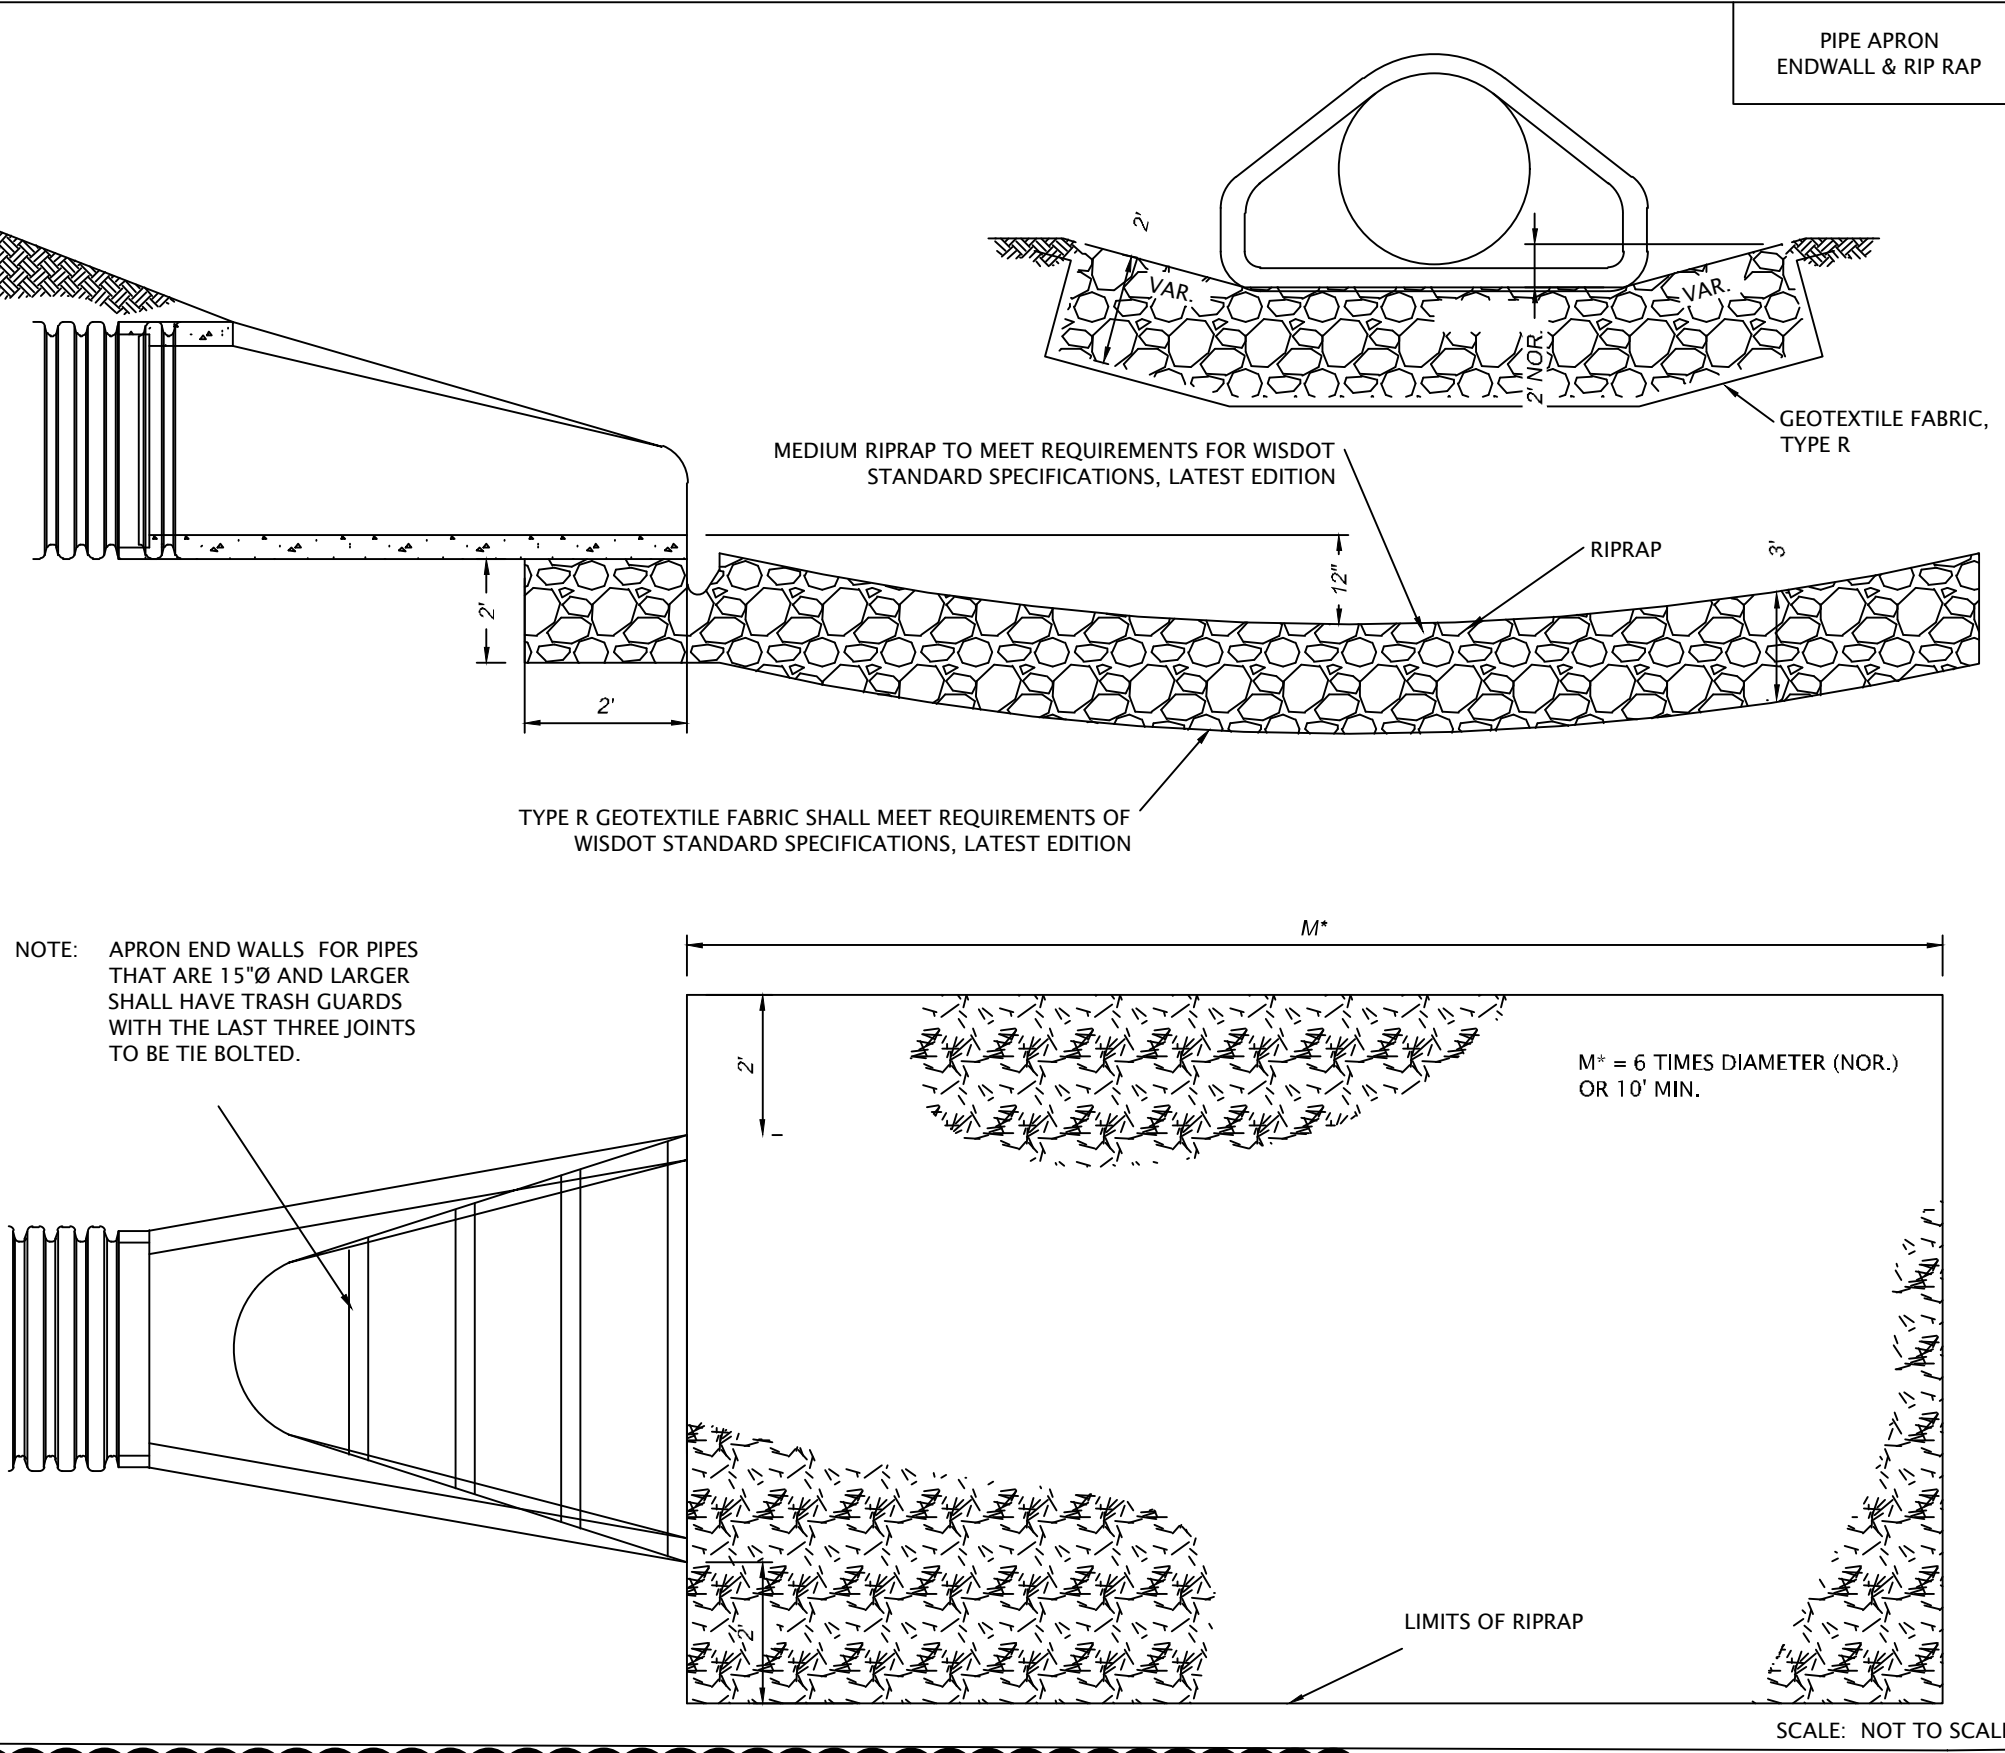 PIPE APRON
ENDWALL & RIP RAP
2'
VAR.
VAR.
2' NOR.
GEOTEXTILE FABRIC,
TYPE R
MEDIUM RIPRAP TO MEET REQUIREMENTS FOR WISDOT
STANDARD SPECIFICATIONS, LATEST EDITION
RIPRAP
3'
12"
2'
2'
TYPE R GEOTEXTILE FABRIC SHALL MEET REQUIREMENTS OF
WISDOT STANDARD SPECIFICATIONS, LATEST EDITION
M*
NOTE: APRON END WALLS FOR PIPES
THAT ARE 15"Ø AND LARGER
SHALL HAVE TRASH GUARDS
WITH THE LAST THREE JOINTS
TO BE TIE BOLTED.
2'
M* = 6 TIMES DIAMETER (NOR.)
OR 10' MIN.
2'
LIMITS OF RIPRAP
SCALE: NOT TO SCALE